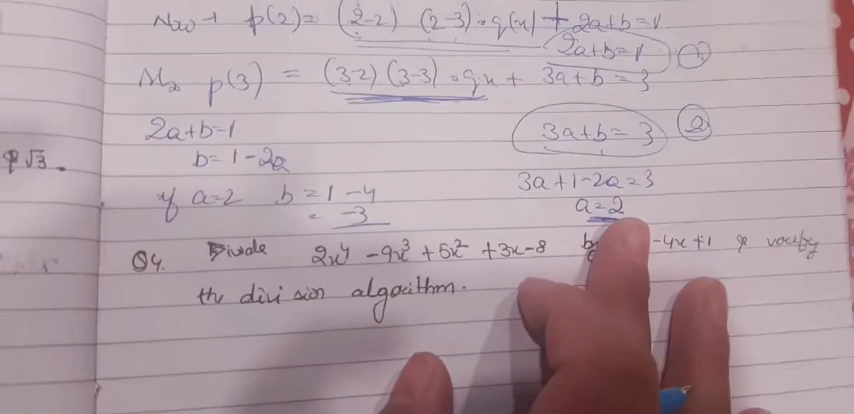 Now p(2) = (2-2) (2-3) . q(x) + 2a+b=1
2a+b=1 ①
p(3) = (3-2) (3-3) . qx + 3a+b=3
2a+b=1
3a+b=3 ②
b=1-2a
3a+1-2a=3
if a=2 b=1-4
a=2
= -3
√3.
Q4. Divide 2x⁴ -9x³ +5x² +3x-8 by -4x+1 & verify
the division algorithm.